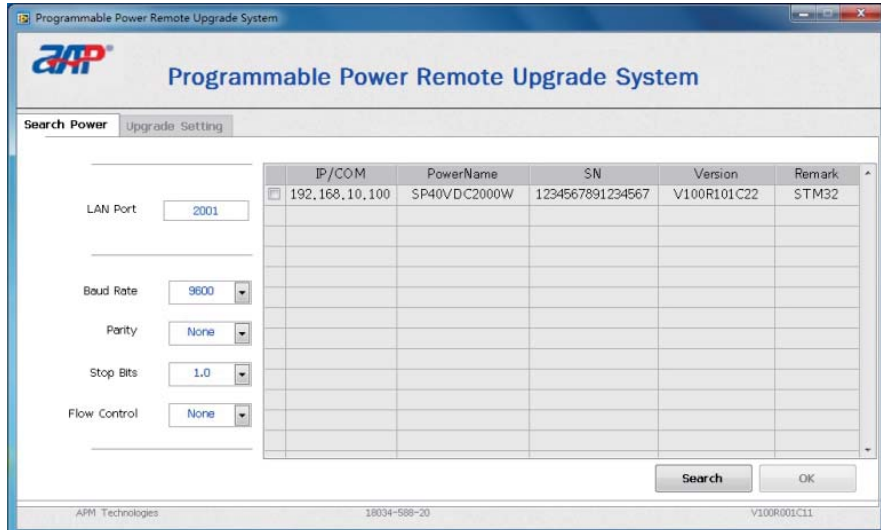 Programmable Power Remote Upgrade System
Programmable Power Remote Upgrade System
Search Power Upgrade Setting
IP/COM PowerName SN Version Remark
192.168.10.100 SP40VDC2000W 1234567891234567 V100R101C22 STM32
LAN Port 2001
Baud Rate 9600
Parity None
Stop Bits 1.0
Flow Control None
Search OK
APM Technologies 18034-588-20 V100R001C11